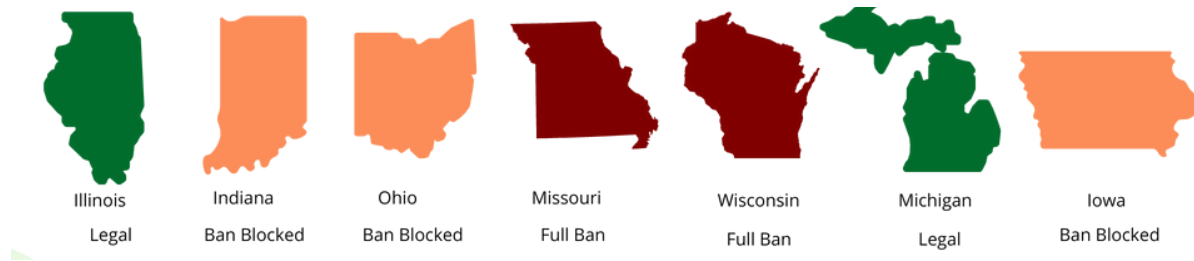 Illinois Indiana Ohio Missouri Wisconsin Michigan Iowa
Legal Ban Blocked Ban Blocked Full Ban Full Ban Legal Ban Blocked